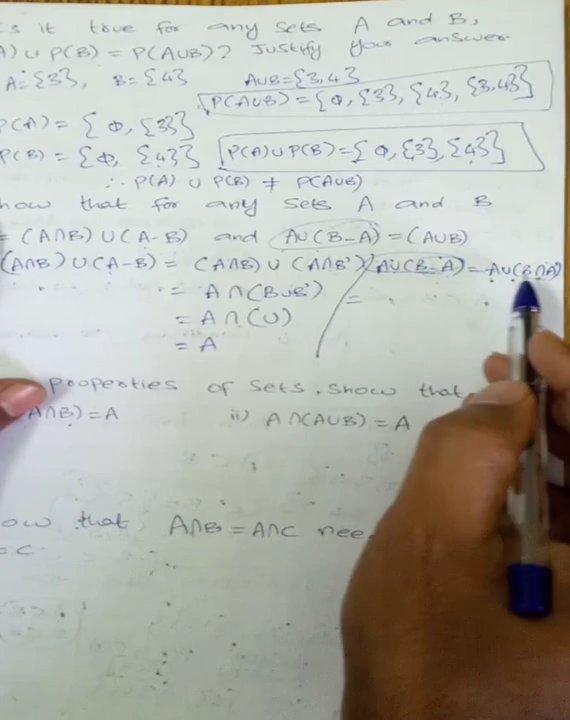 s it true for any sets A and B,
A) ∪ P(B) = P(A∪B)? Justify your answer
A = {3}, B = {4} A∪B = {3,4}
P(A∪B) = {Φ, {3}, {4}, {3,4}}
P(A) = {Φ, {3}}
P(B) = {Φ, {4}} P(A)∪P(B) = {Φ, {3}, {4}}
∴ P(A) ∪ P(B) ≠ P(A∪B)
how that for any sets A and B
= (A∩B) ∪ (A-B) and A∪(B-A) = (A∪B)
(A∩B) ∪ (A-B) = (A∩B) ∪ (A∩B') A∪(B-A) = A∪(B∩A')
= A∩(B∪B') =
= A∩(U)
= A
properties of sets, show that
A∩B) = A ii) A∩(A∪B) = A
ow that A∩B = A∩C need
= C